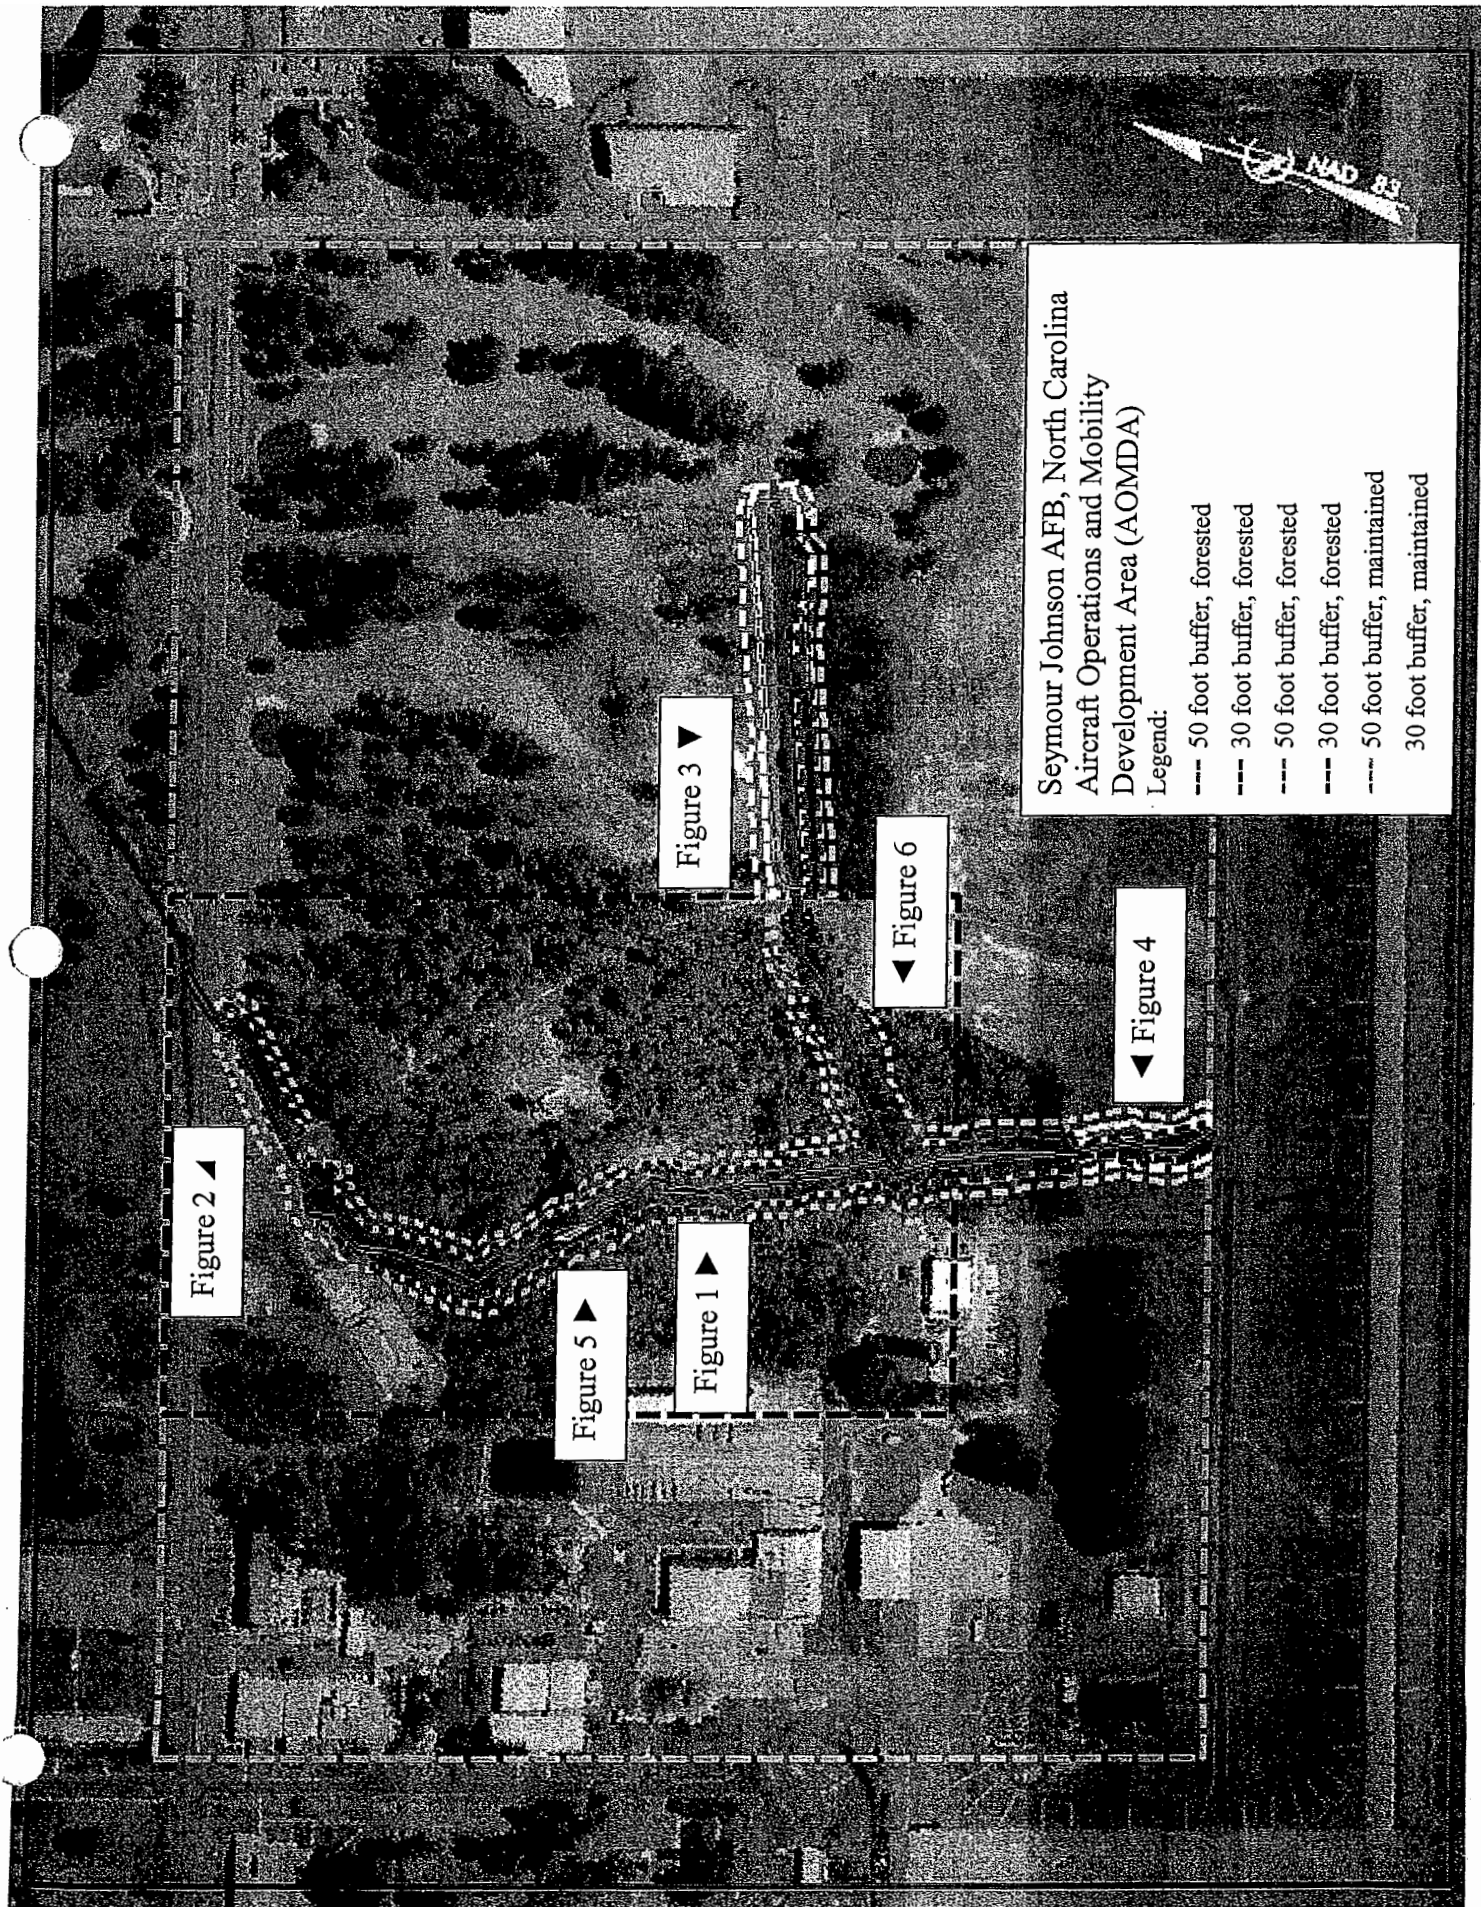 NAD 83
Figure 2 ◢
Figure 5 ►
Figure 1 ►
Figure 3 ▼
◄ Figure 6
◄ Figure 4
Seymour Johnson AFB, North Carolina
Aircraft Operations and Mobility
Development Area (AOMDA)
Legend:
---- 50 foot buffer, forested
---- 30 foot buffer, forested
---- 50 foot buffer, forested
---- 30 foot buffer, forested
---- 50 foot buffer, maintained
30 foot buffer, maintained